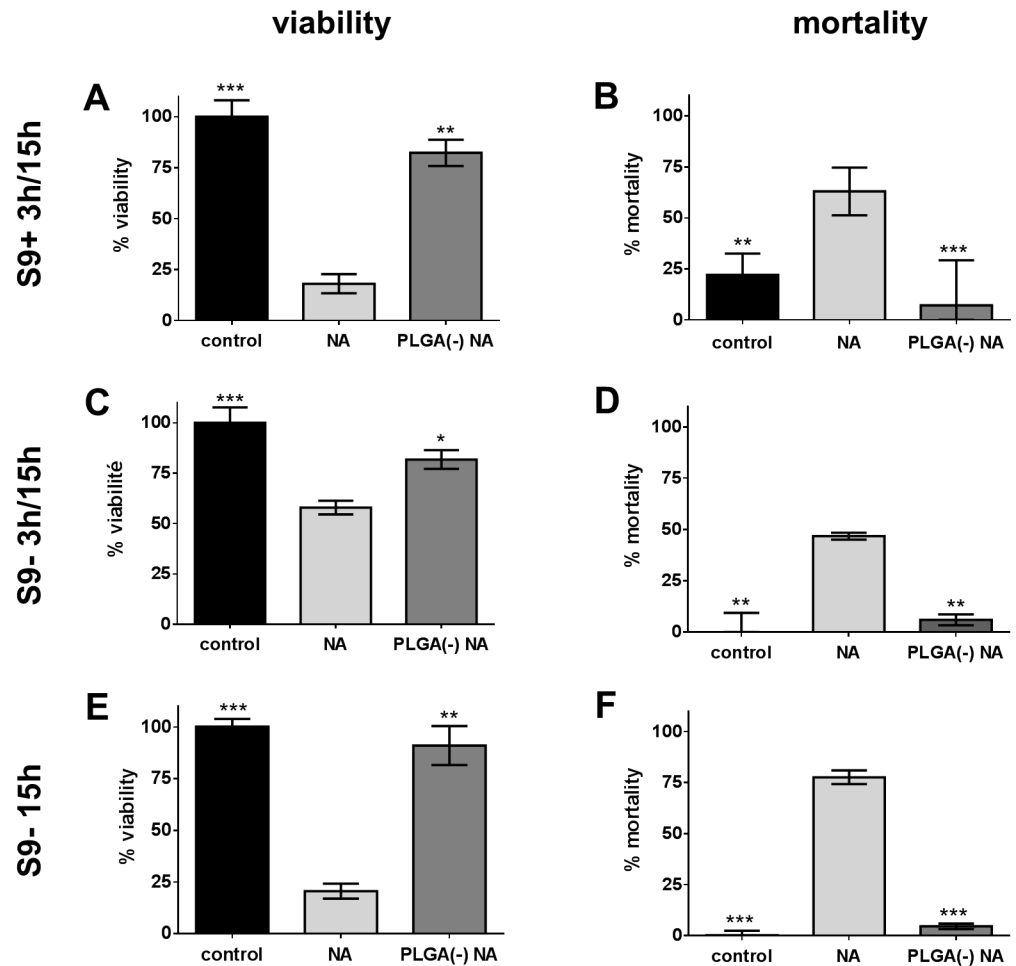 viability
mortality
S9+ 3h/15h
A
% viability
100
75
50
25
0
***
**
control
NA
PLGA(-) NA
B
% mortality
100
75
50
25
0
**
***
control
NA
PLGA(-) NA
S9- 3h/15h
C
% viabilité
100
75
50
25
0
***
*
control
NA
PLGA(-) NA
D
% mortality
100
75
50
25
0
**
**
control
NA
PLGA(-) NA
S9- 15h
E
% viability
100
75
50
25
0
***
**
control
NA
PLGA(-) NA
F
% mortality
100
75
50
25
0
***
***
control
NA
PLGA(-) NA